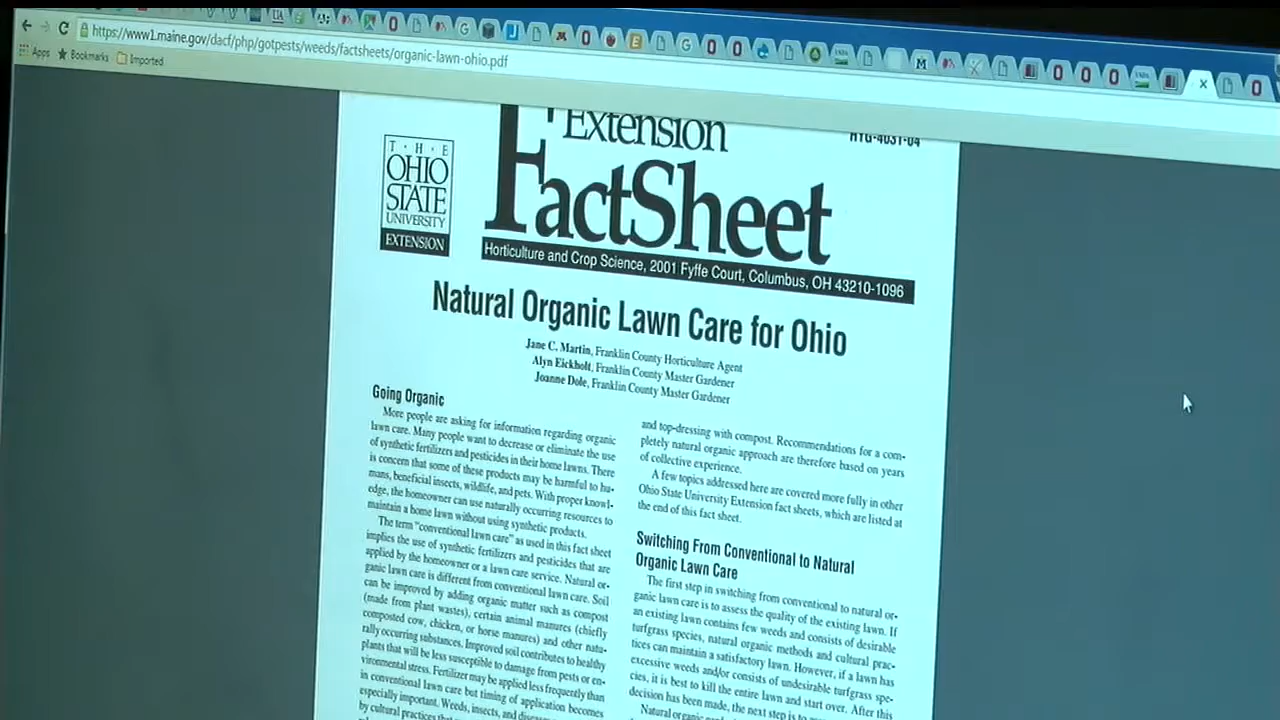 https://www1.maine.gov/dacf/php/gotpests/weeds/factsheets/organic-lawn-ohio.pdf
Apps Bookmarks Imported
T·H·E
OHIO
STATE
UNIVERSITY
EXTENSION
Extension
FactSheet
HYG-4031-04
Horticulture and Crop Science, 2001 Fyffe Court, Columbus, OH 43210-1096
Natural Organic Lawn Care for Ohio
Jane C. Martin, Franklin County Horticulture Agent
Alyn Eickholt, Franklin County Master Gardener
Joanne Dole, Franklin County Master Gardener
Going Organic
More people are asking for information regarding organic
lawn care. Many people want to decrease or eliminate the use
of synthetic fertilizers and pesticides in their home lawns. There
is concern that some of these products may be harmful to hu-
mans, beneficial insects, wildlife, and pets. With proper knowl-
edge, the homeowner can use naturally occurring resources to
maintain a home lawn without using synthetic products.
The term "conventional lawn care" as used in this fact sheet
implies the use of synthetic fertilizers and pesticides that are
applied by the homeowner or a lawn care service. Natural or-
ganic lawn care is different from conventional lawn care. Soil
can be improved by adding organic matter such as compost
(made from plant wastes), certain animal manures (chiefly
composted cow, chicken, or horse manures) and other natu-
rally occurring substances. Improved soil contributes to healthy
plants that will be less susceptible to damage from pests or en-
vironmental stress. Fertilizer may be applied less frequently than
in conventional lawn care but timing of application becomes
especially important. Weeds, insects, and
by cultural practices that
and top-dressing with compost. Recommendations for a com-
pletely natural organic approach are therefore based on years
of collective experience.
A few topics addressed here are covered more fully in other
Ohio State University Extension fact sheets, which are listed at
the end of this fact sheet.
Switching From Conventional to Natural
Organic Lawn Care
The first step in switching from conventional to natural or-
ganic lawn care is to assess the quality of the existing lawn. If
an existing lawn contains few weeds and consists of desirable
turfgrass species, natural organic methods and cultural prac-
tices can maintain a satisfactory lawn. However, if a lawn has
excessive weeds and/or consists of undesirable turfgrass spe-
cies, it is best to kill the entire lawn and start over. After this
decision has been made, the next step is to
Natural organic